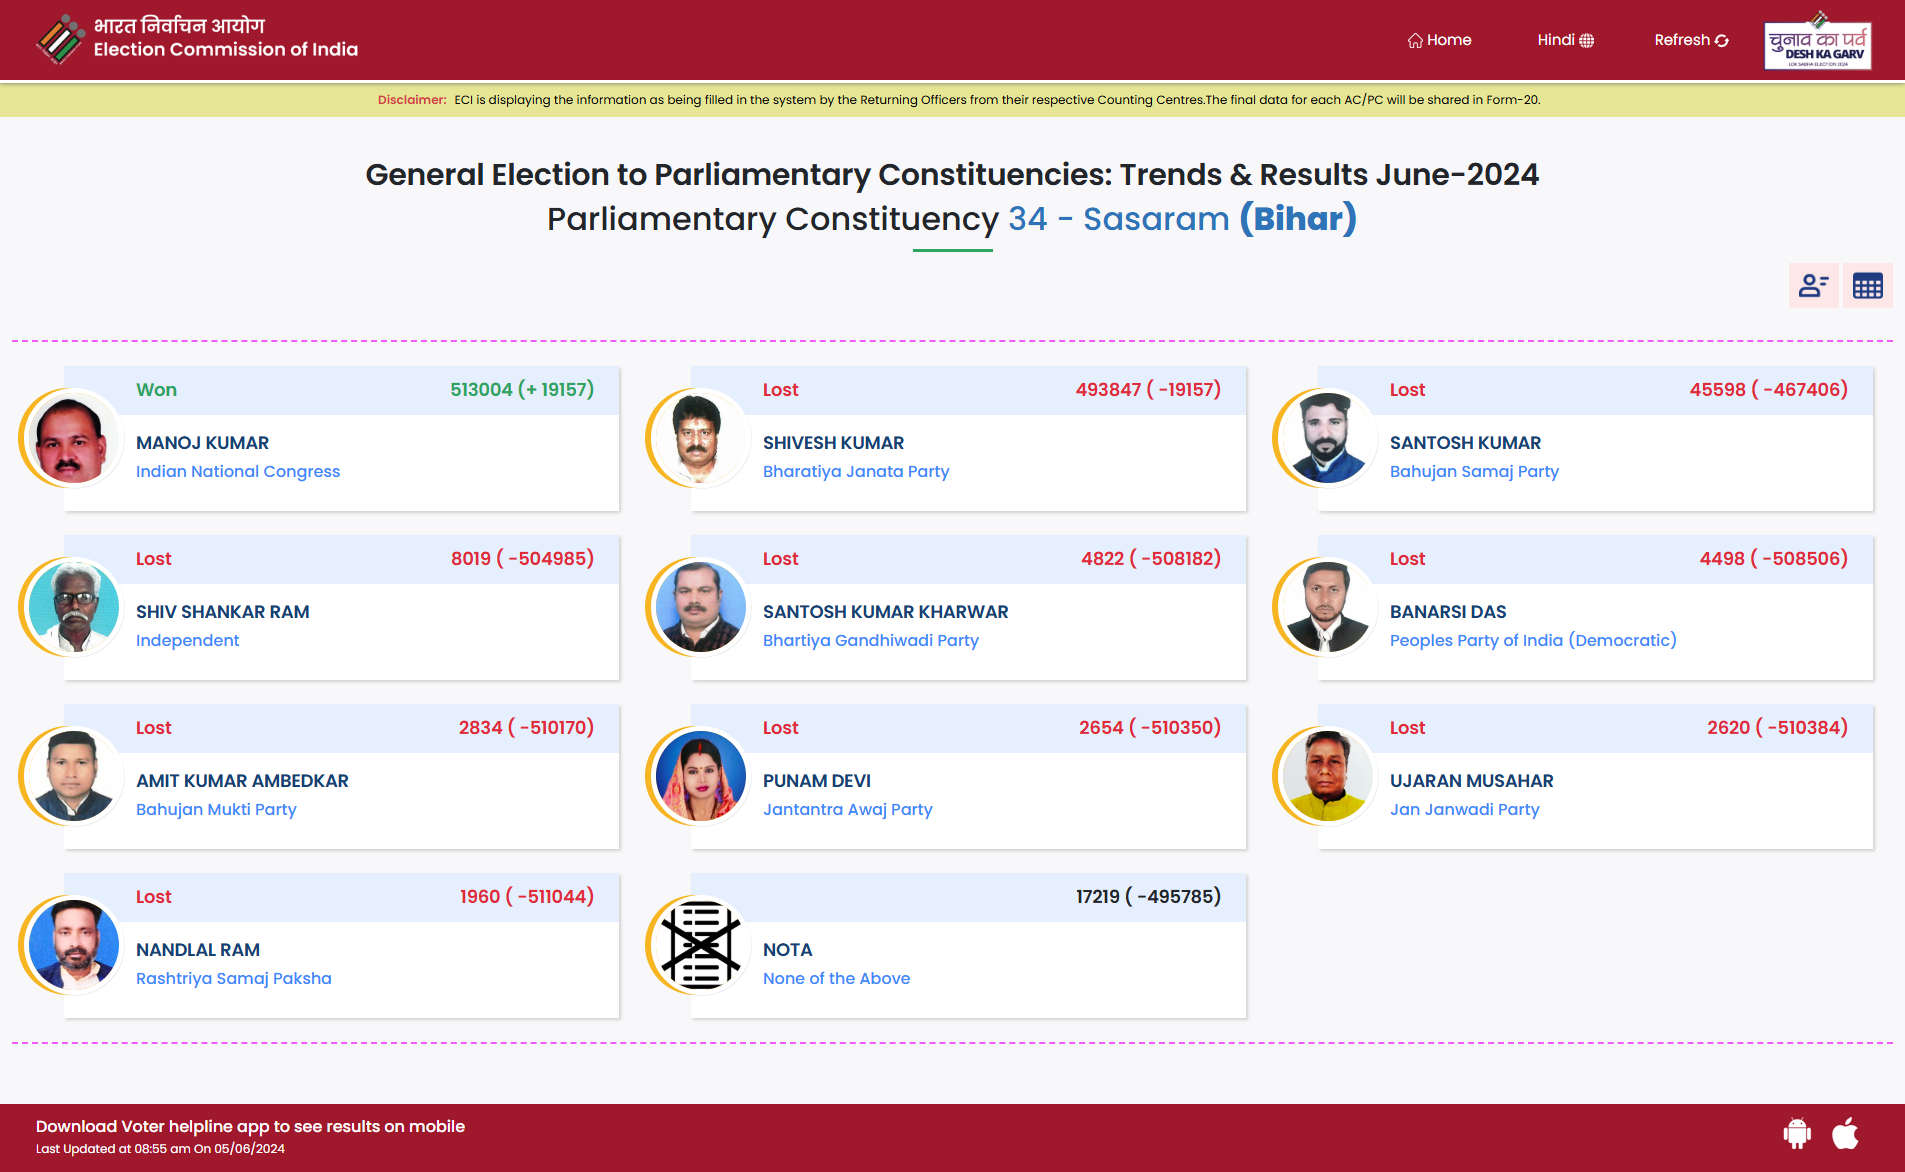 भारत निर्वाचन आयोग
Election Commission of India
Home
Hindi
Refresh
चुनाव का पर्व
DESH KA GARV
LOK SABHA ELECTION 2024
Disclaimer: ECI is displaying the information as being filled in the system by the Returning Officers from their respective Counting Centres.The final data for each AC/PC will be shared in Form-20.
General Election to Parliamentary Constituencies: Trends & Results June-2024
Parliamentary Constituency 34 - Sasaram (Bihar)
Won 513004 (+ 19157)
MANOJ KUMAR
Indian National Congress
Lost 493847 ( -19157)
SHIVESH KUMAR
Bharatiya Janata Party
Lost 45598 ( -467406)
SANTOSH KUMAR
Bahujan Samaj Party
Lost 8019 ( -504985)
SHIV SHANKAR RAM
Independent
Lost 4822 ( -508182)
SANTOSH KUMAR KHARWAR
Bhartiya Gandhiwadi Party
Lost 4498 ( -508506)
BANARSI DAS
Peoples Party of India (Democratic)
Lost 2834 ( -510170)
AMIT KUMAR AMBEDKAR
Bahujan Mukti Party
Lost 2654 ( -510350)
PUNAM DEVI
Jantantra Awaj Party
Lost 2620 ( -510384)
UJARAN MUSAHAR
Jan Janwadi Party
Lost 1960 ( -511044)
NANDLAL RAM
Rashtriya Samaj Paksha
17219 ( -495785)
NOTA
None of the Above
Download Voter helpline app to see results on mobile
Last Updated at 08:55 am On 05/06/2024